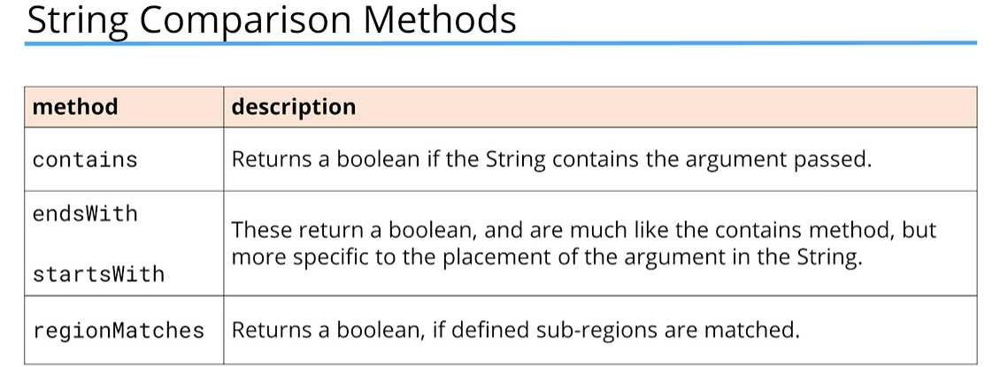 String Comparison Methods
method
description
contains
Returns a boolean if the String contains the argument passed.
endsWith
startsWith
These return a boolean, and are much like the contains method, but
more specific to the placement of the argument in the String.
regionMatches
Returns a boolean, if defined sub-regions are matched.